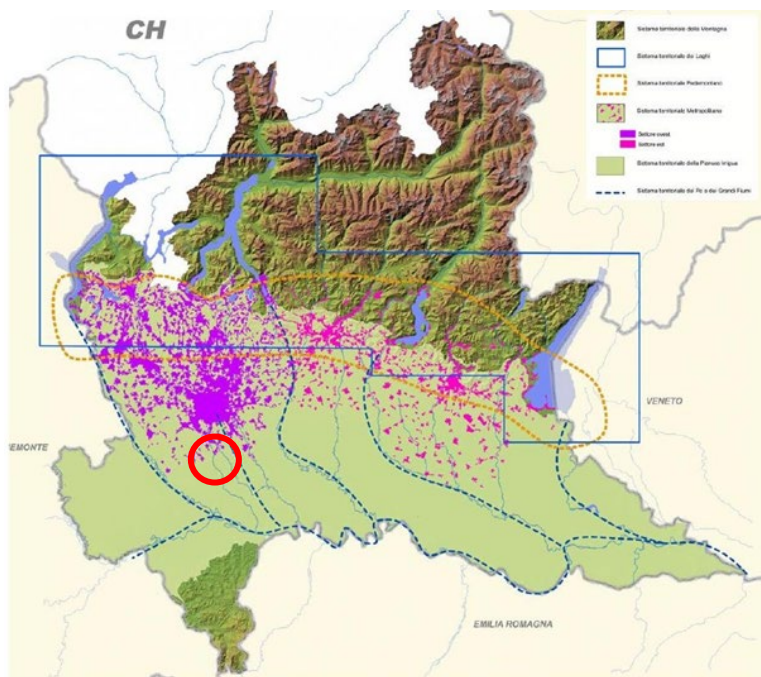 CH
Sistema territoriale della Montagna
Sistema territoriale dei Laghi
Sistema territoriale Pedemontano
Sistema territoriale Metropolitano
Settore ovest
Settore est
Sistema territoriale della Pianura Irrigua
Sistema territoriale del Po e dei Grandi Fiumi
VENETO
EMONTE
EMILIA ROMAGNA